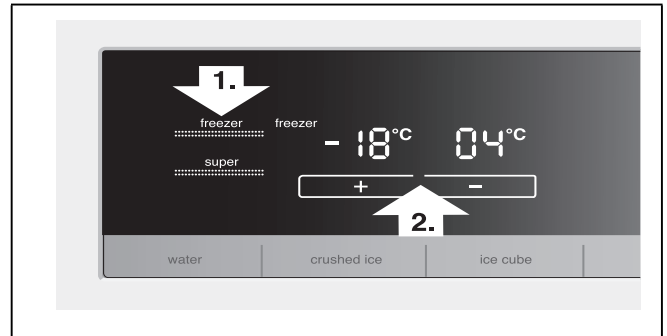 1.
freezer freezer
-18°C 04°C
super
+ -
2.
water crushed ice ice cube